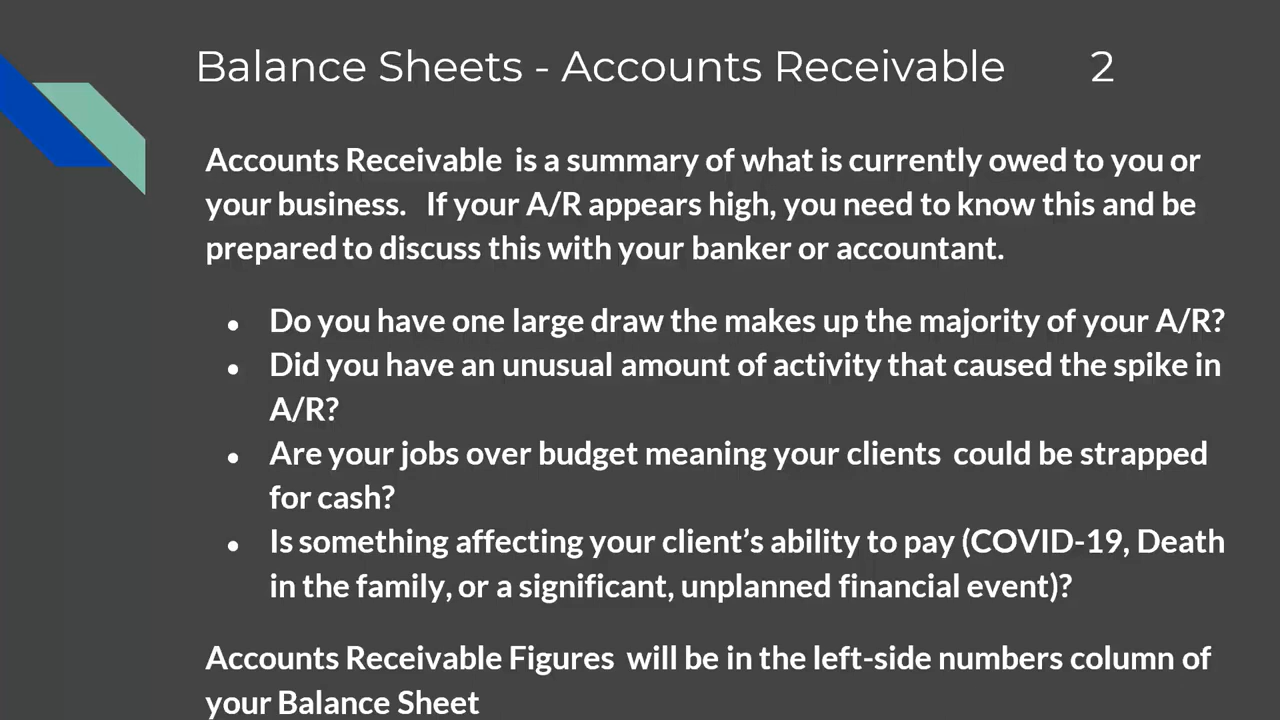 Balance Sheets - Accounts Receivable 2
Accounts Receivable is a summary of what is currently owed to you or
your business. If your A/R appears high, you need to know this and be
prepared to discuss this with your banker or accountant.
● Do you have one large draw the makes up the majority of your A/R?
● Did you have an unusual amount of activity that caused the spike in
A/R?
● Are your jobs over budget meaning your clients could be strapped
for cash?
● Is something affecting your client’s ability to pay (COVID-19, Death
in the family, or a significant, unplanned financial event)?
Accounts Receivable Figures will be in the left-side numbers column of
your Balance Sheet